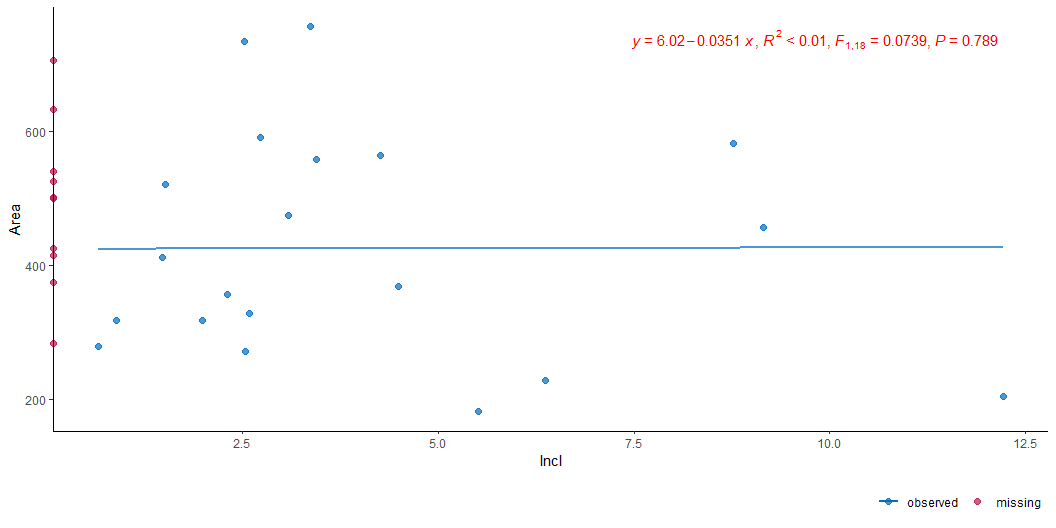 y = 6.02 − 0.0351 x, R² < 0.01, F₁,₁₈ = 0.0739, P = 0.789
600
Area
400
200
2.5 5.0 7.5 10.0 12.5
Incl
observed missing